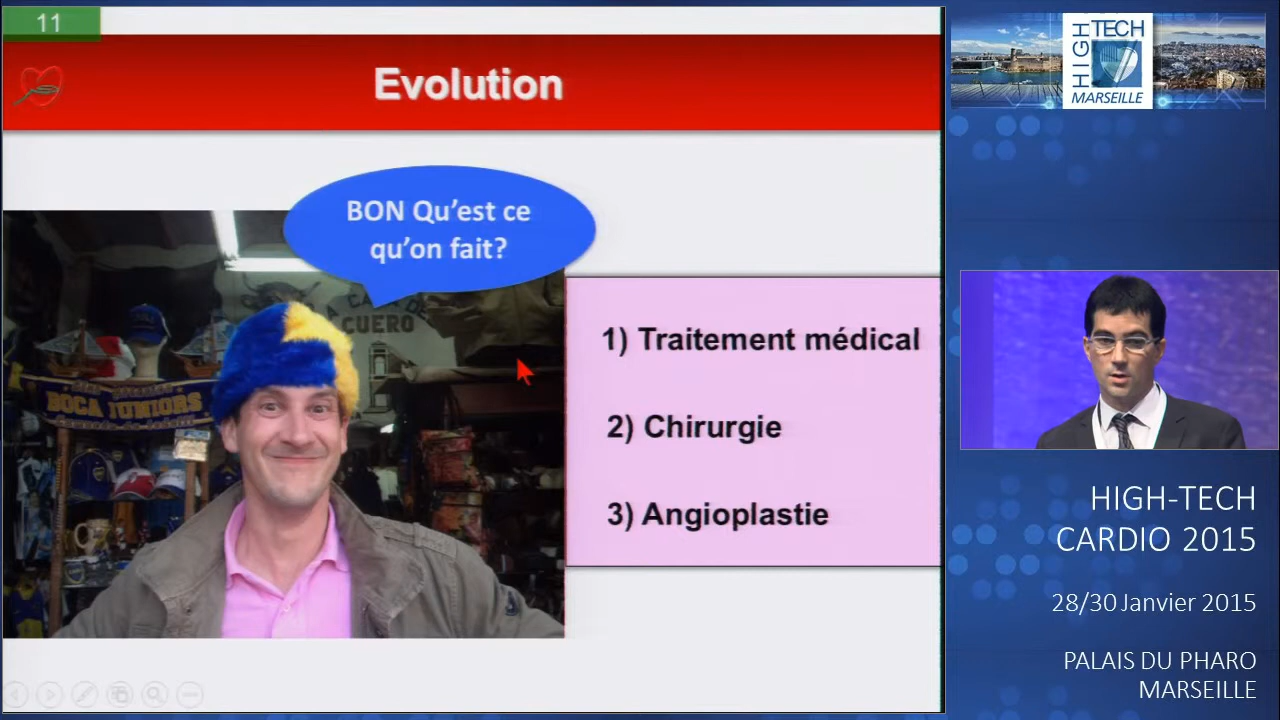 11
Evolution
BON Qu’est ce
qu’on fait?
CUERO
BOCA JUNIORS
1) Traitement médical
2) Chirurgie
3) Angioplastie
HIGH
TECH
MARSEILLE
HIGH-TECH
CARDIO 2015
28/30 Janvier 2015
PALAIS DU PHARO
MARSEILLE